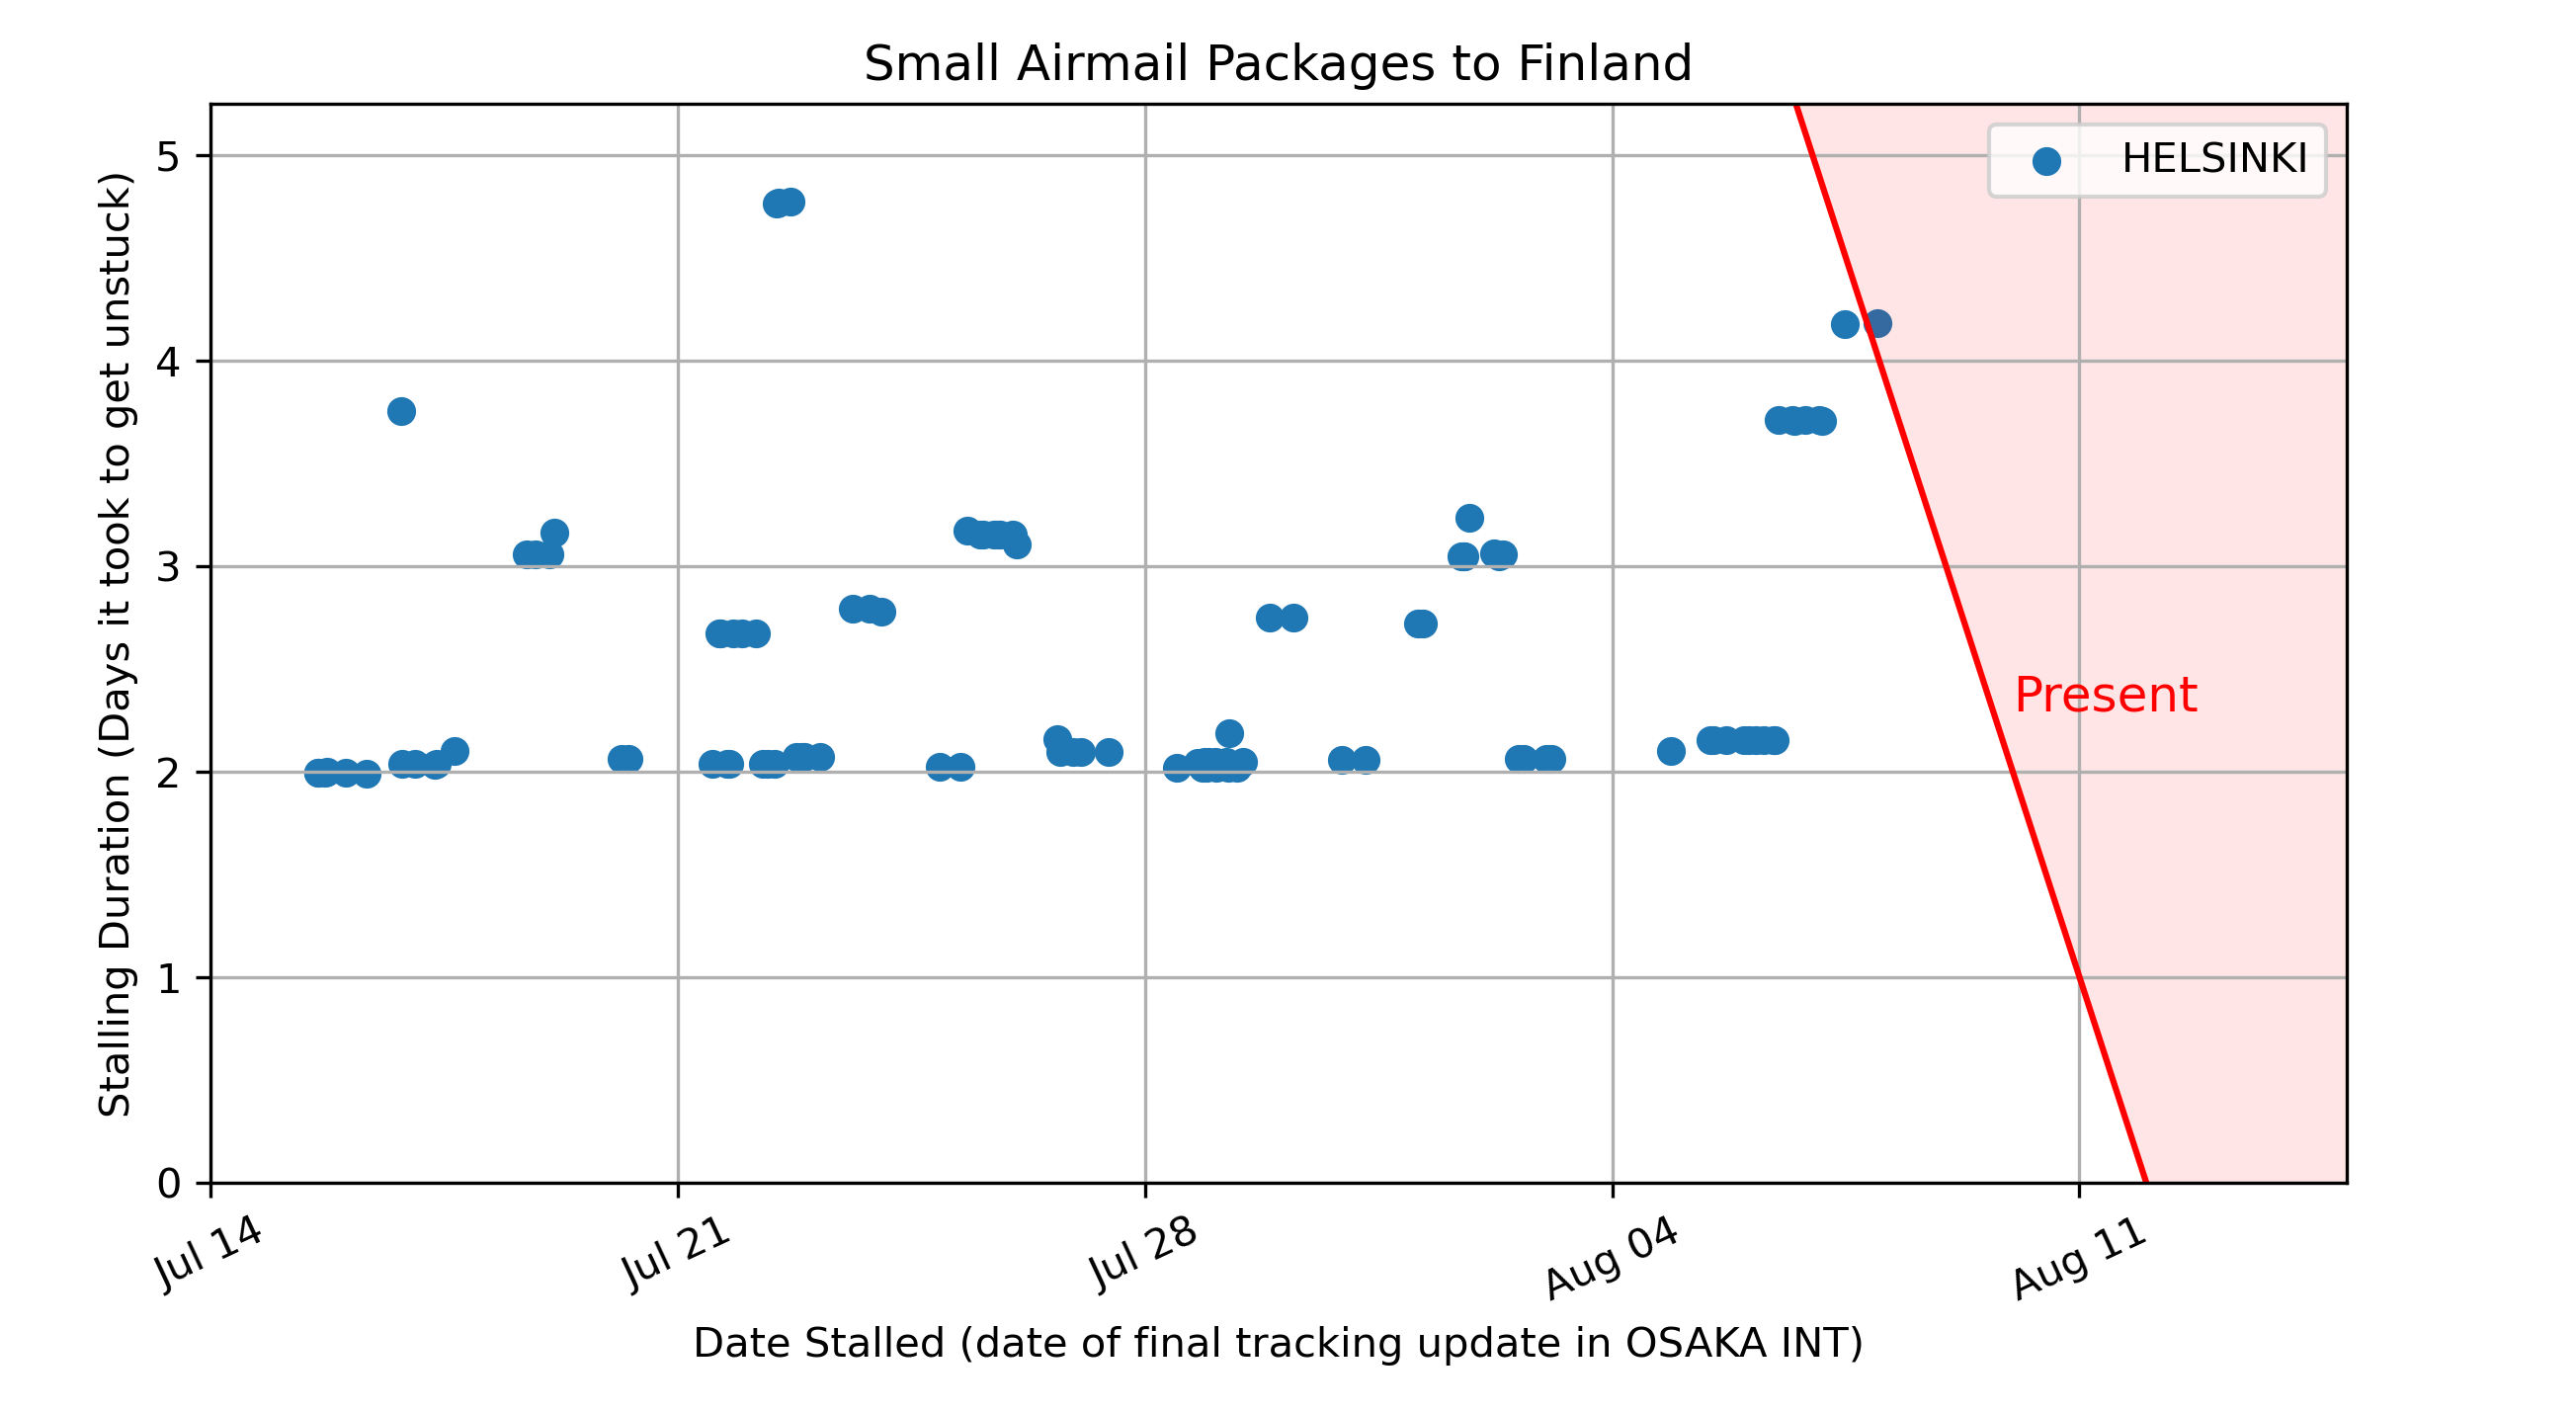 Small Airmail Packages to Finland
HELSINKI
Stalling Duration (Days it took to get unstuck)
5
4
3
2
1
0
Present
Jul 14
Jul 21
Jul 28
Aug 04
Aug 11
Date Stalled (date of final tracking update in OSAKA INT)